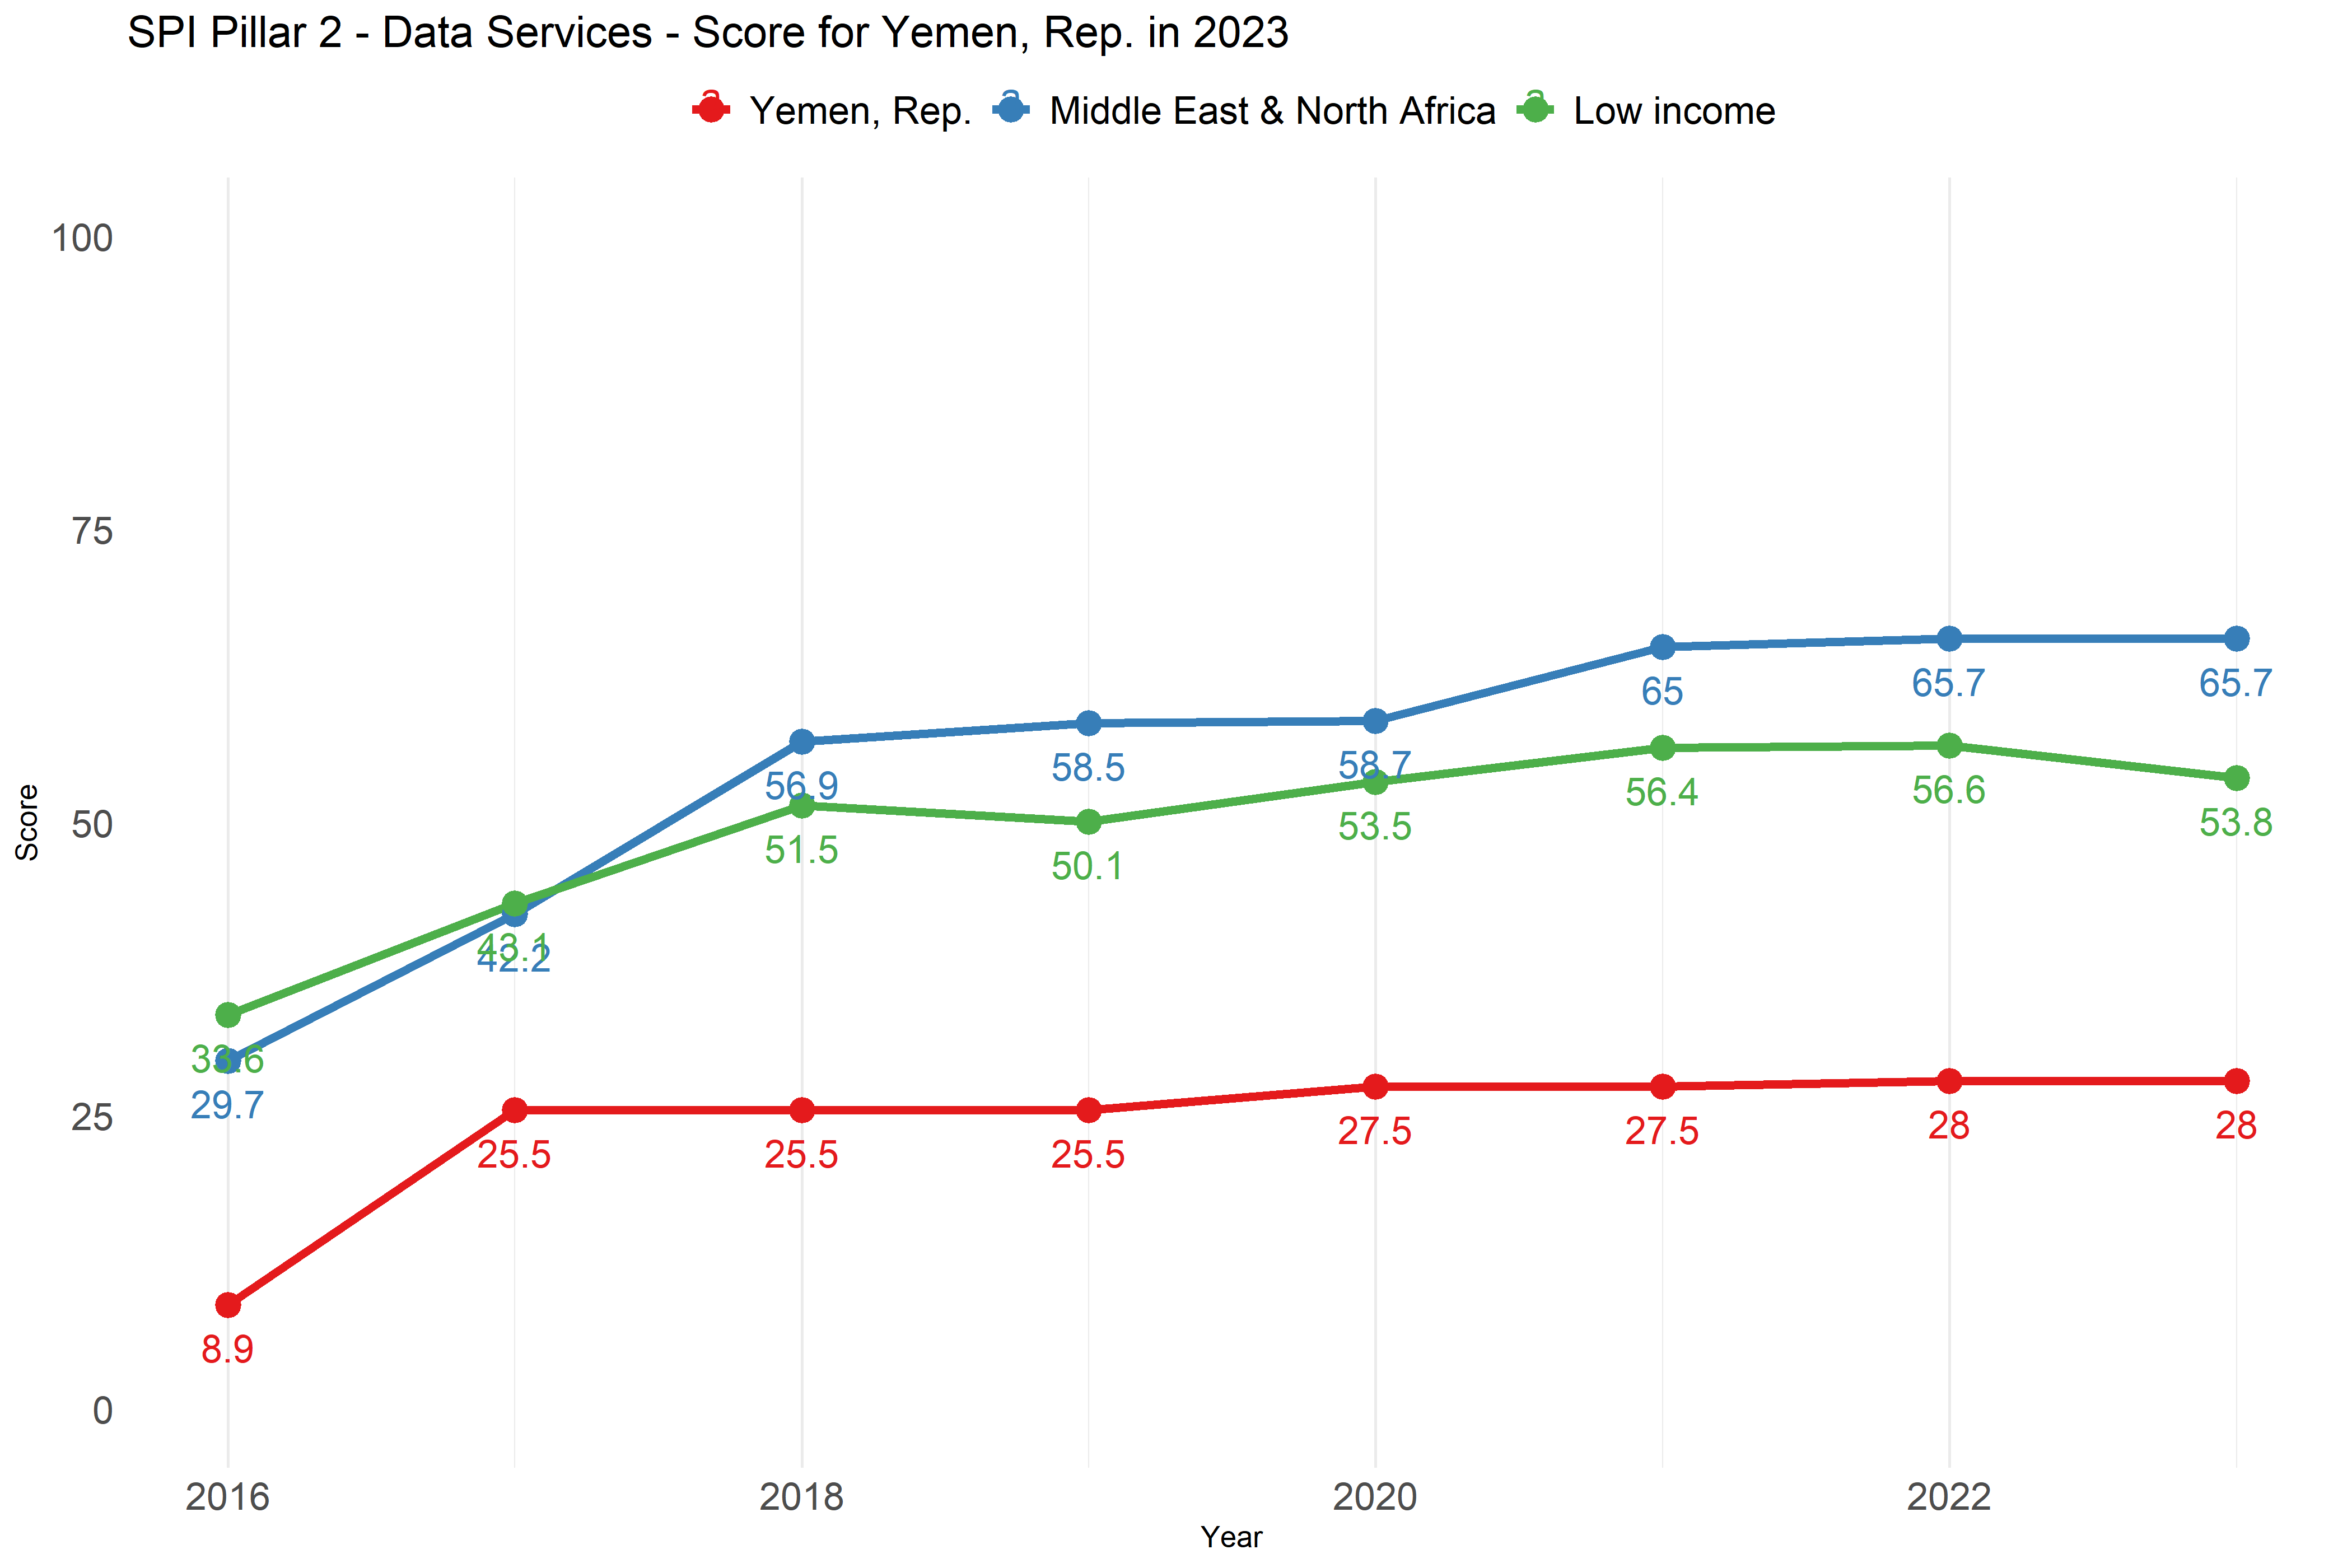 SPI Pillar 2 - Data Services - Score for Yemen, Rep. in 2023
Yemen, Rep. Middle East & North Africa Low income
100
75
50
25
0
Score
65 65.7 65.7
56.9 58.5 58.7
51.5 50.1 53.5 56.4 56.6 53.8
43.1
42.2
33.6
29.7
25.5 25.5 25.5 27.5 27.5 28 28
8.9
2016 2018 2020 2022
Year